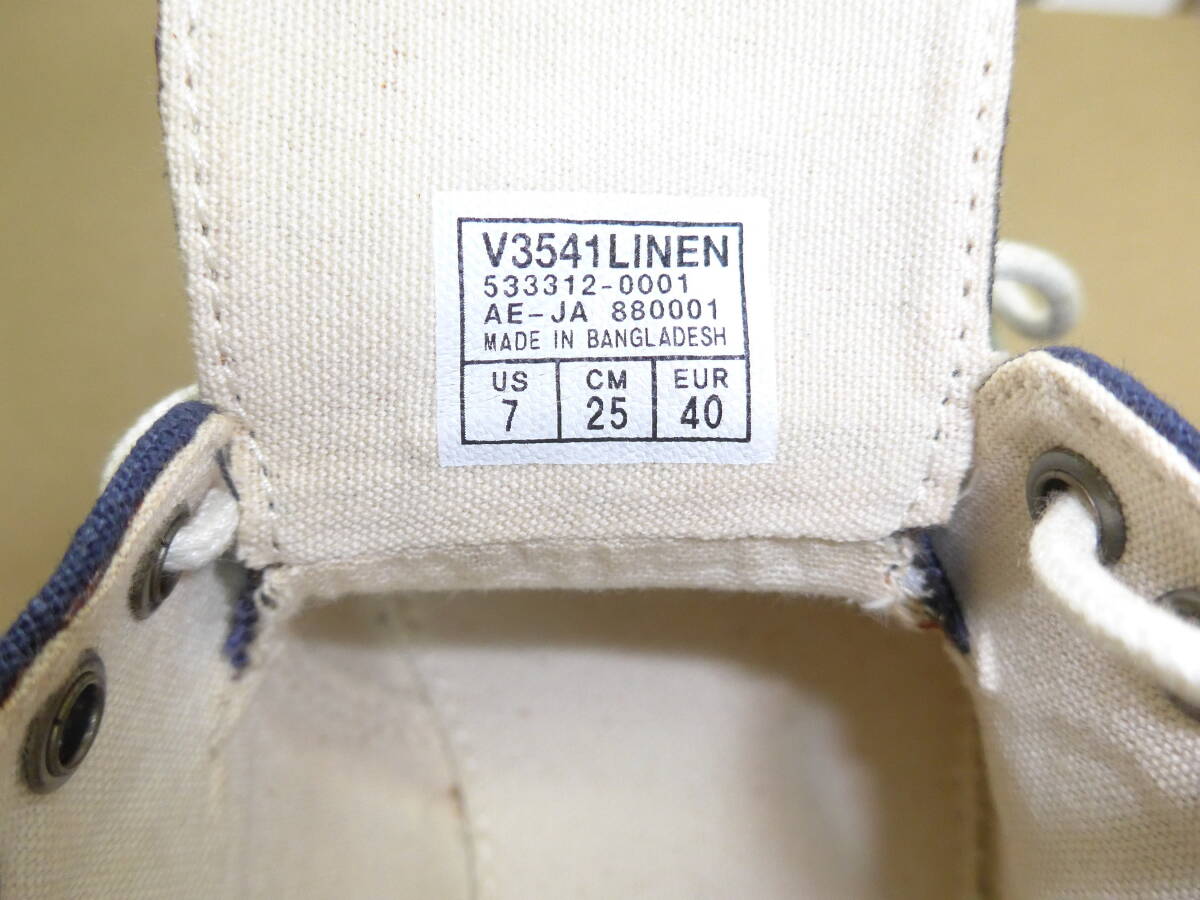 V3541LINEN
533312-0001
AE-JA 880001
MADE IN BANGLADESH
US CM EUR
7 25 40